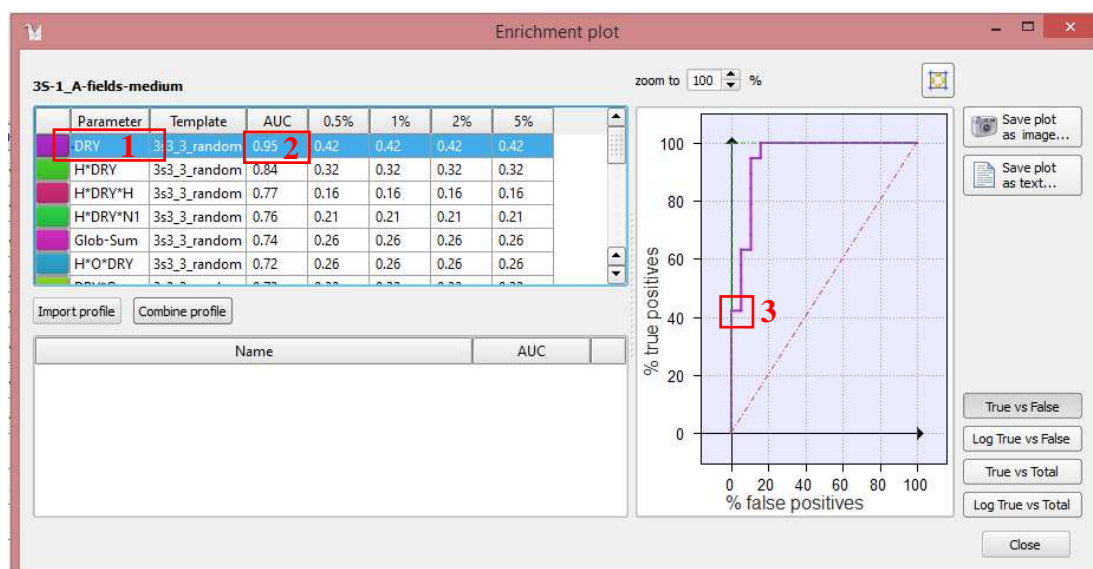 Enrichment plot
3S-1_A-fields-medium
zoom to 100 %
Parameter Template AUC 0.5% 1% 2% 5%
DRY 1 3s3_3_random 0.95 2 0.42 0.42 0.42 0.42
H*DRY 3s3_3_random 0.84 0.32 0.32 0.32 0.32
H*DRY*H 3s3_3_random 0.77 0.16 0.16 0.16 0.16
H*DRY*N1 3s3_3_random 0.76 0.21 0.21 0.21 0.21
Glob-Sum 3s3_3_random 0.74 0.26 0.26 0.26 0.26
H*O*DRY 3s3_3_random 0.72 0.26 0.26 0.26 0.26
Import profile Combine profile
Name AUC
% true positives
100
80
60
40 3
20
0
0 20 40 60 80 100
% false positives
Save plot
as image...
Save plot
as text...
True vs False
Log True vs False
True vs Total
Log True vs Total
Close